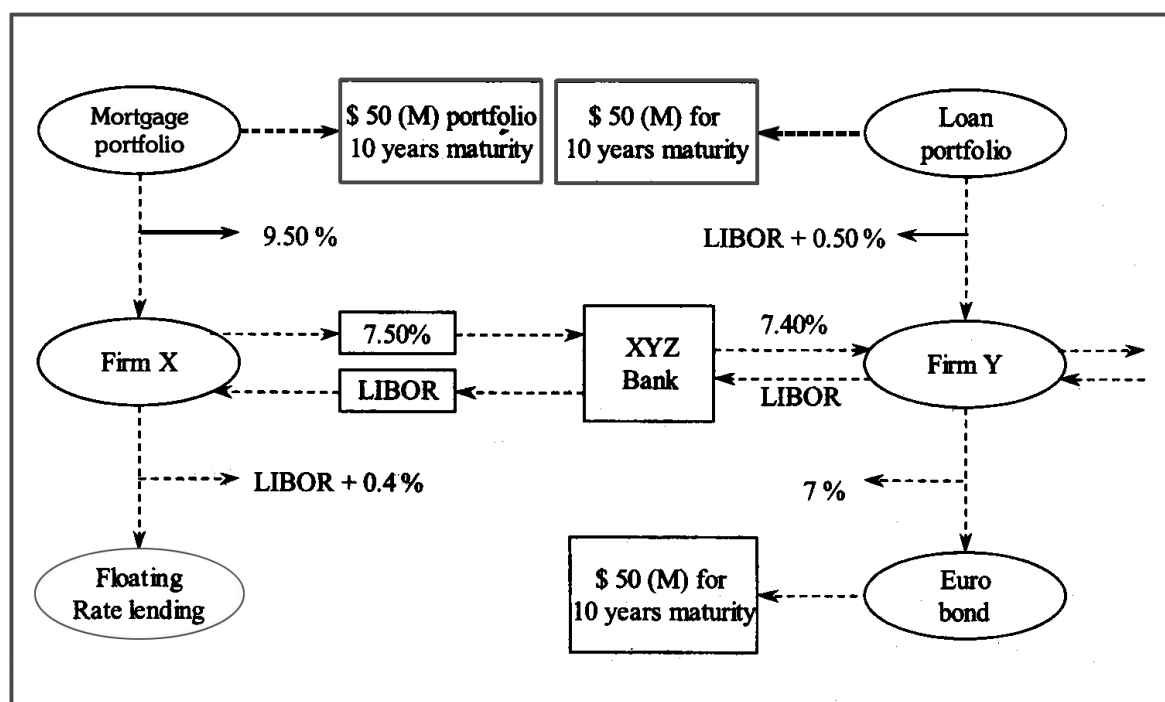 Mortgage
portfolio
$ 50 (M) portfolio
10 years maturity
$ 50 (M) for
10 years maturity
Loan
portfolio
9.50 %
LIBOR + 0.50 %
Firm X
7.50%
LIBOR
XYZ
Bank
7.40%
LIBOR
Firm Y
LIBOR + 0.4 %
7 %
Floating
Rate lending
$ 50 (M) for
10 years maturity
Euro
bond